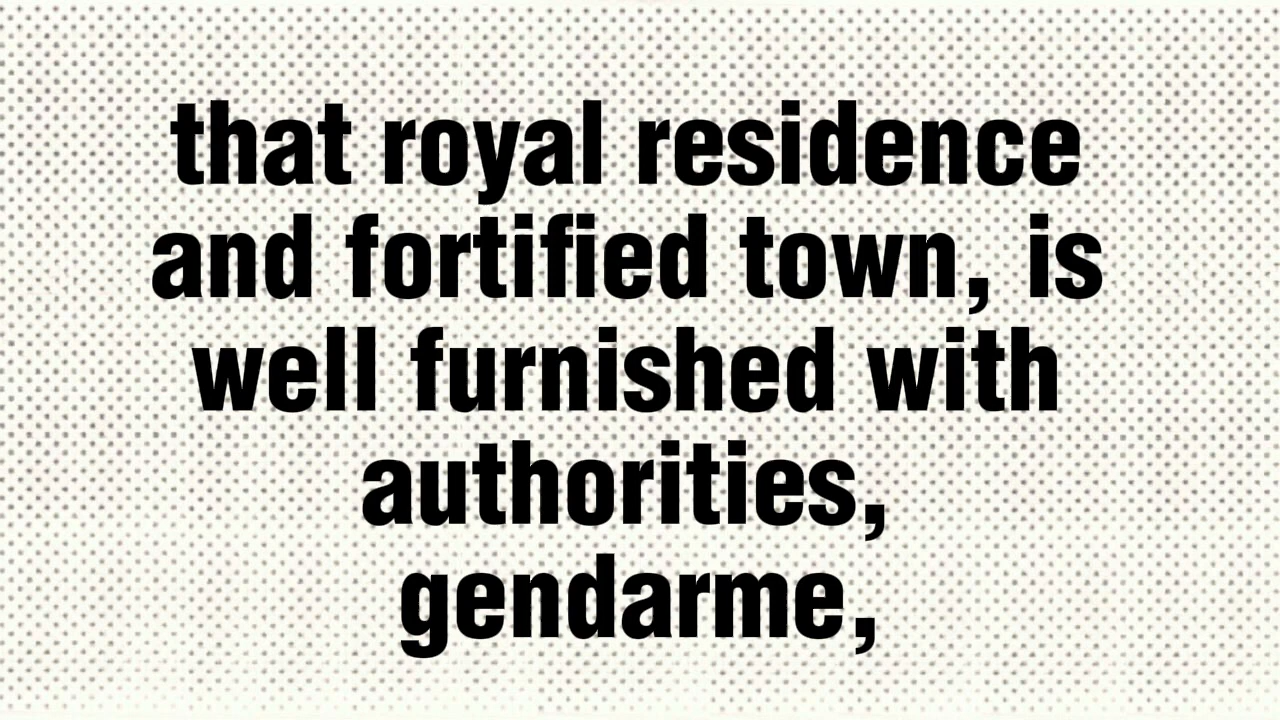 that royal residence
and fortified town, is
well furnished with
authorities,
gendarme,